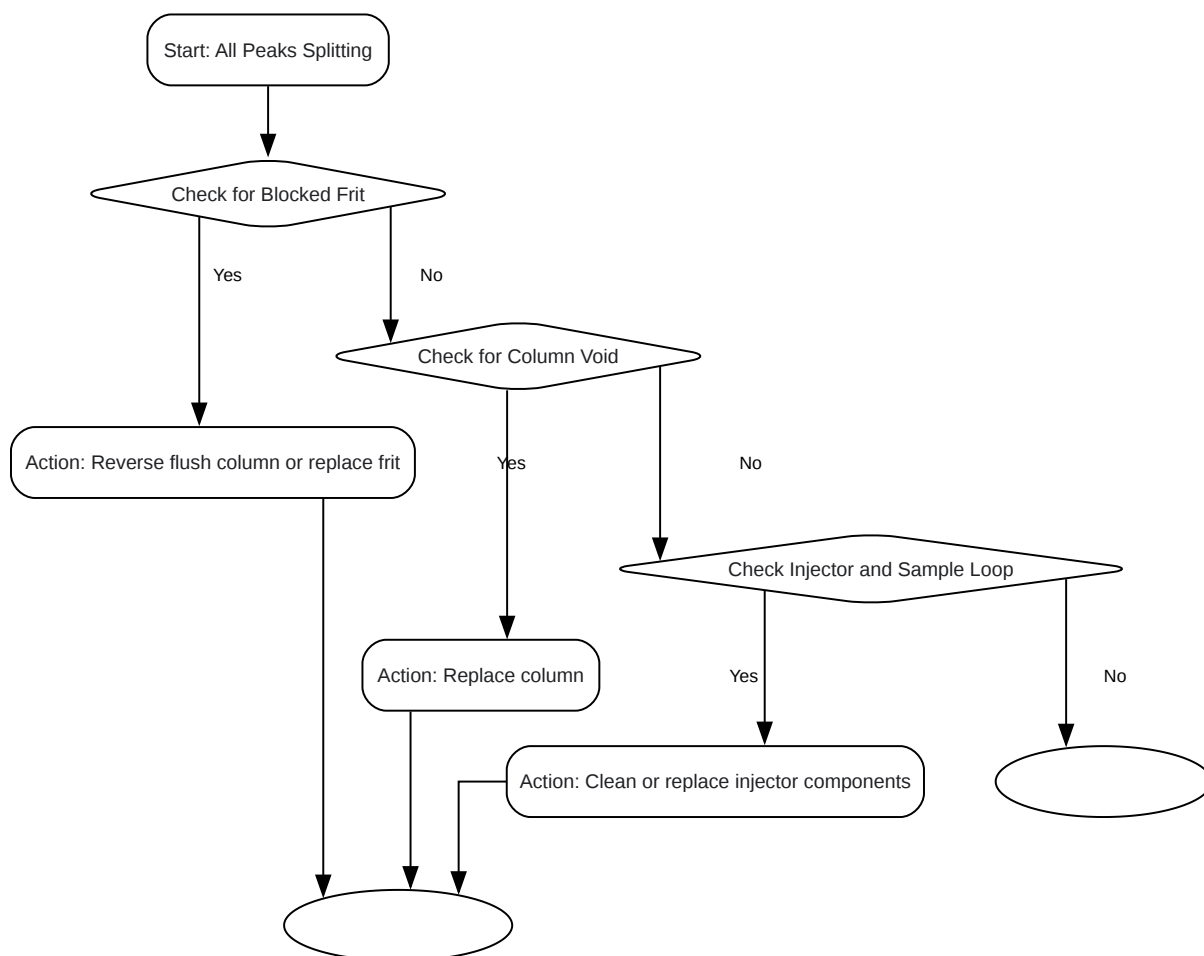 Start: All Peaks Splitting
Check for Blocked Frit
Yes
No
Check for Column Void
Action: Reverse flush column or replace frit
Yes
No
Check Injector and Sample Loop
Action: Replace column
Yes
No
Action: Clean or replace injector components